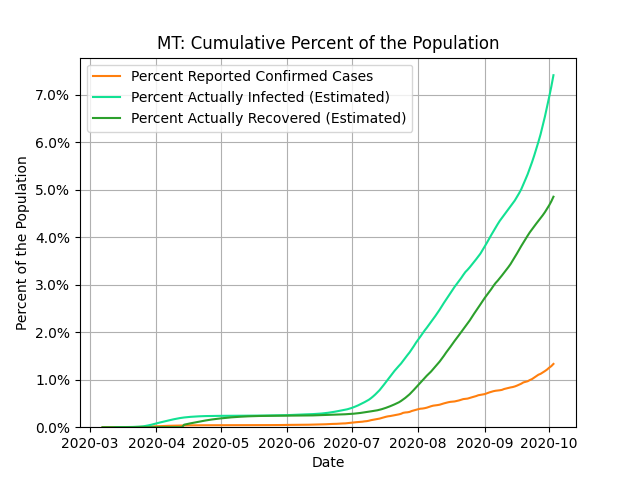 MT: Cumulative Percent of the Population
Percent Reported Confirmed Cases
Percent Actually Infected (Estimated)
Percent Actually Recovered (Estimated)
7.0%
6.0%
5.0%
4.0%
3.0%
2.0%
1.0%
0.0%
Percent of the Population
2020-03 2020-04 2020-05 2020-06 2020-07 2020-08 2020-09 2020-10
Date